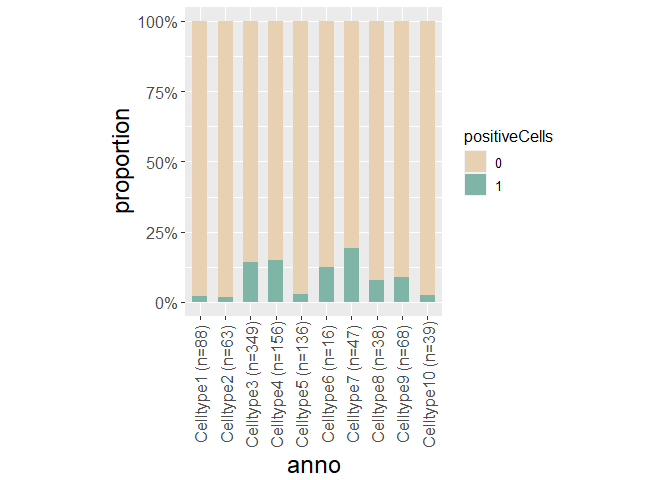 100%
75%
50%
25%
0%
proportion
Celltype1 (n=88)
Celltype2 (n=63)
Celltype3 (n=349)
Celltype4 (n=156)
Celltype5 (n=136)
Celltype6 (n=16)
Celltype7 (n=47)
Celltype8 (n=38)
Celltype9 (n=68)
Celltype10 (n=39)
anno
positiveCells
0
1